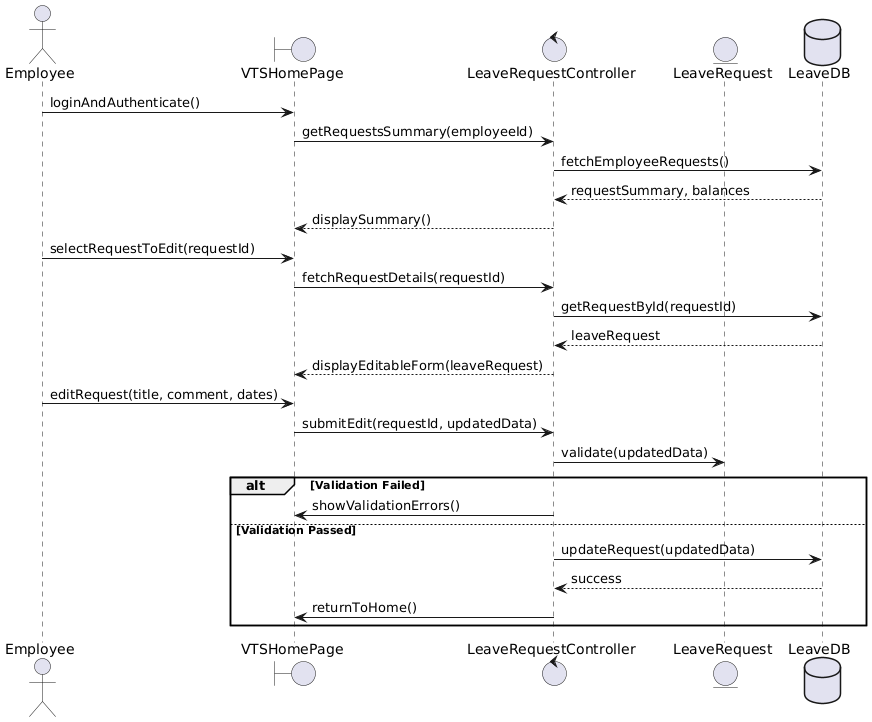 Employee
VTSHomePage
LeaveRequestController
LeaveRequest
LeaveDB
loginAndAuthenticate()
getRequestsSummary(employeeId)
fetchEmployeeRequests()
requestSummary, balances
displaySummary()
selectRequestToEdit(requestId)
fetchRequestDetails(requestId)
getRequestById(requestId)
leaveRequest
displayEditableForm(leaveRequest)
editRequest(title, comment, dates)
submitEdit(requestId, updatedData)
validate(updatedData)
alt [Validation Failed]
showValidationErrors()
[Validation Passed]
updateRequest(updatedData)
success
returnToHome()
Employee
VTSHomePage
LeaveRequestController
LeaveRequest
LeaveDB